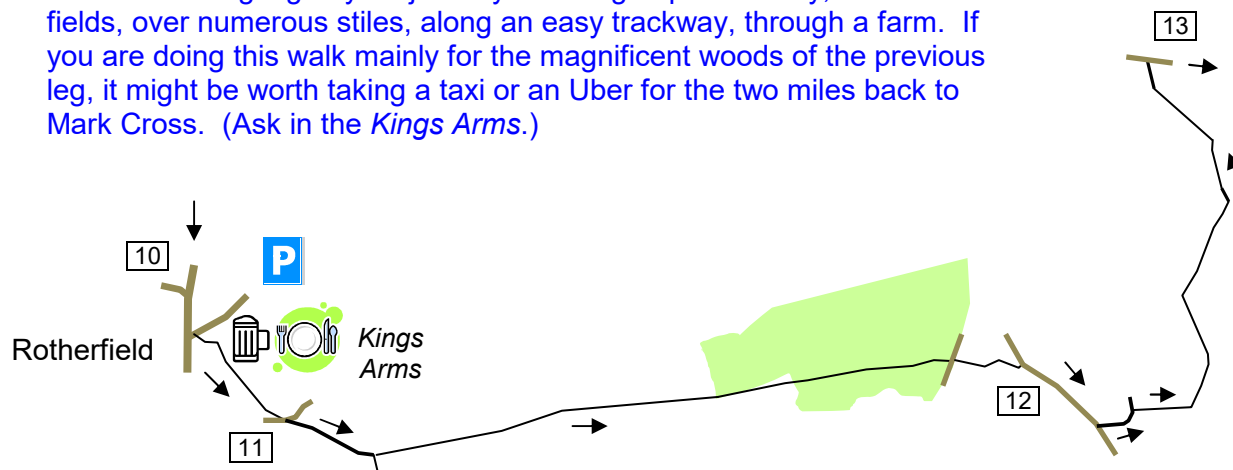 fields, over numerous stiles, along an easy trackway, through a farm. If
you are doing this walk mainly for the magnificent woods of the previous
leg, it might be worth taking a taxi or an Uber for the two miles back to
Mark Cross. (Ask in the Kings Arms.)
13
10
P
Rotherfield
Kings
Arms
12
11